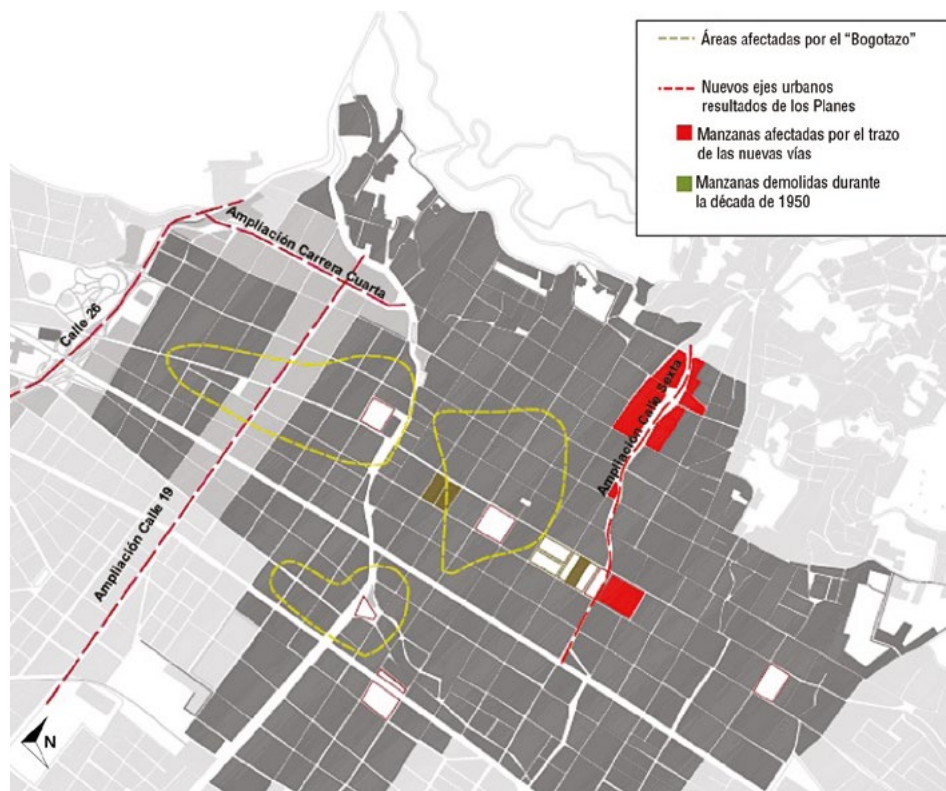 Áreas afectadas por el “Bogotazo”
Nuevos ejes urbanos
resultados de los Planes
Manzanas afectadas por el trazo
de las nuevas vías
Manzanas demolidas durante
la década de 1950
Ampliación Carrera Cuarta
Calle 26
Ampliación Calle Sexta
Ampliación Calle 19
N